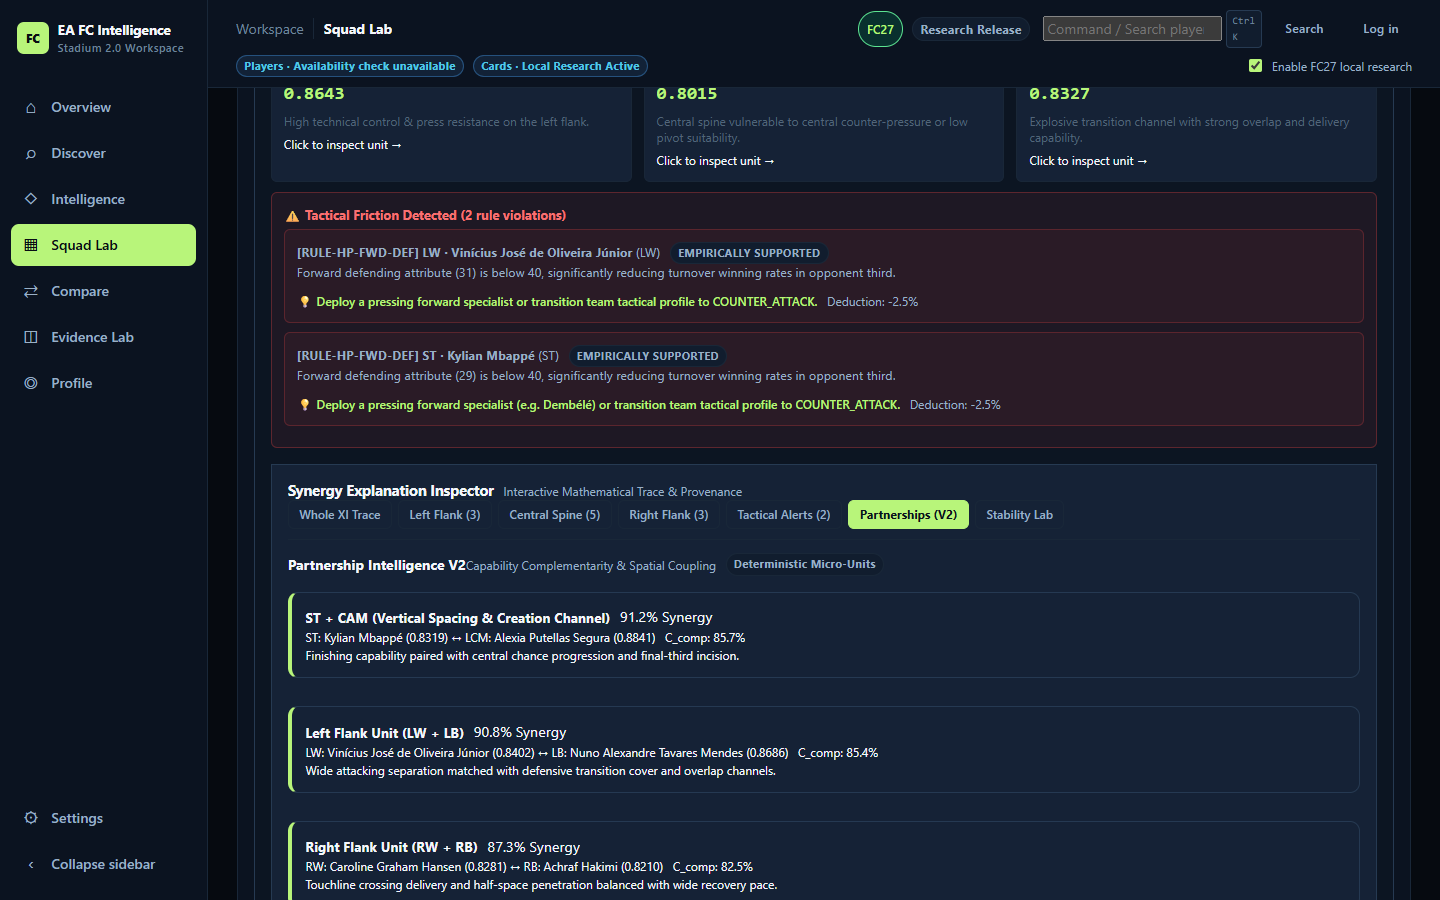 FC
EA FC Intelligence
Stadium 2.0 Workspace
Overview
Discover
Intelligence
Squad Lab
Compare
Evidence Lab
Profile
Settings
Collapse sidebar
Workspace
Squad Lab
FC27
Research Release
Command / Search playe
Ctrl
K
Search
Log in
Players · Availability check unavailable
Cards · Local Research Active
Enable FC27 local research
0.8643
High technical control & press resistance on the left flank.
Click to inspect unit →
0.8015
Central spine vulnerable to central counter-pressure or low
pivot suitability.
Click to inspect unit →
0.8327
Explosive transition channel with strong overlap and delivery
capability.
Click to inspect unit →
Tactical Friction Detected (2 rule violations)
[RULE-HP-FWD-DEF] LW · Vinícius José de Oliveira Júnior (LW) EMPIRICALLY SUPPORTED
Forward defending attribute (31) is below 40, significantly reducing turnover winning rates in opponent third.
Deploy a pressing forward specialist or transition team tactical profile to COUNTER_ATTACK. Deduction: -2.5%
[RULE-HP-FWD-DEF] ST · Kylian Mbappé (ST) EMPIRICALLY SUPPORTED
Forward defending attribute (29) is below 40, significantly reducing turnover winning rates in opponent third.
Deploy a pressing forward specialist (e.g. Dembélé) or transition team tactical profile to COUNTER_ATTACK. Deduction: -2.5%
Synergy Explanation Inspector Interactive Mathematical Trace & Provenance
Whole XI Trace
Left Flank (3)
Central Spine (5)
Right Flank (3)
Tactical Alerts (2)
Partnerships (V2)
Stability Lab
Partnership Intelligence V2Capability Complementarity & Spatial Coupling Deterministic Micro-Units
ST + CAM (Vertical Spacing & Creation Channel) 91.2% Synergy
ST: Kylian Mbappé (0.8319) ↔ LCM: Alexia Putellas Segura (0.8841) C_comp: 85.7%
Finishing capability paired with central chance progression and final-third incision.
Left Flank Unit (LW + LB) 90.8% Synergy
LW: Vinícius José de Oliveira Júnior (0.8402) ↔ LB: Nuno Alexandre Tavares Mendes (0.8686) C_comp: 85.4%
Wide attacking separation matched with defensive transition cover and overlap channels.
Right Flank Unit (RW + RB) 87.3% Synergy
RW: Caroline Graham Hansen (0.8281) ↔ RB: Achraf Hakimi (0.8210) C_comp: 82.5%
Touchline crossing delivery and half-space penetration balanced with wide recovery pace.